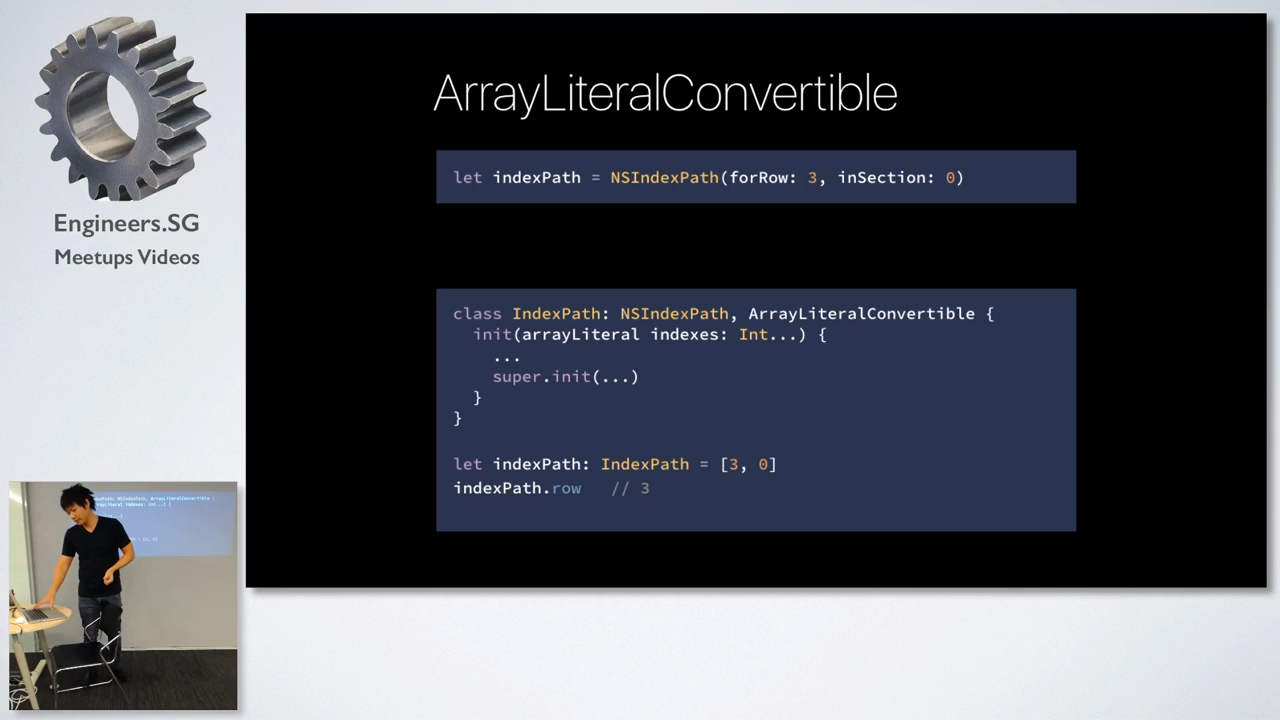 Engineers.SG
Meetups Videos
ArrayLiteralConvertible
let indexPath = NSIndexPath(forRow: 3, inSection: 0)
class IndexPath: NSIndexPath, ArrayLiteralConvertible {
  init(arrayLiteral indexes: Int...) {
    ...
    super.init(...)
  }
}
let indexPath: IndexPath = [3, 0]
indexPath.row   // 3